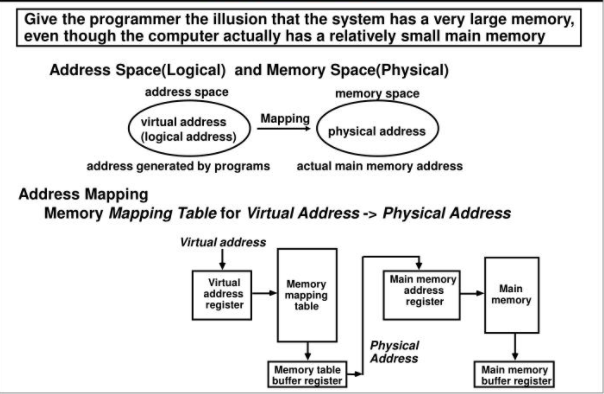 Give the programmer the illusion that the system has a very large memory,
even though the computer actually has a relatively small main memory
Address Space(Logical) and Memory Space(Physical)
address space
memory space
virtual address
(logical address)
Mapping
physical address
address generated by programs
actual main memory address
Address Mapping
Memory Mapping Table for Virtual Address -> Physical Address
Virtual address
Virtual
address
register
Memory
mapping
table
Main memory
address
register
Main
memory
Physical
Address
Memory table
buffer register
Main memory
buffer register